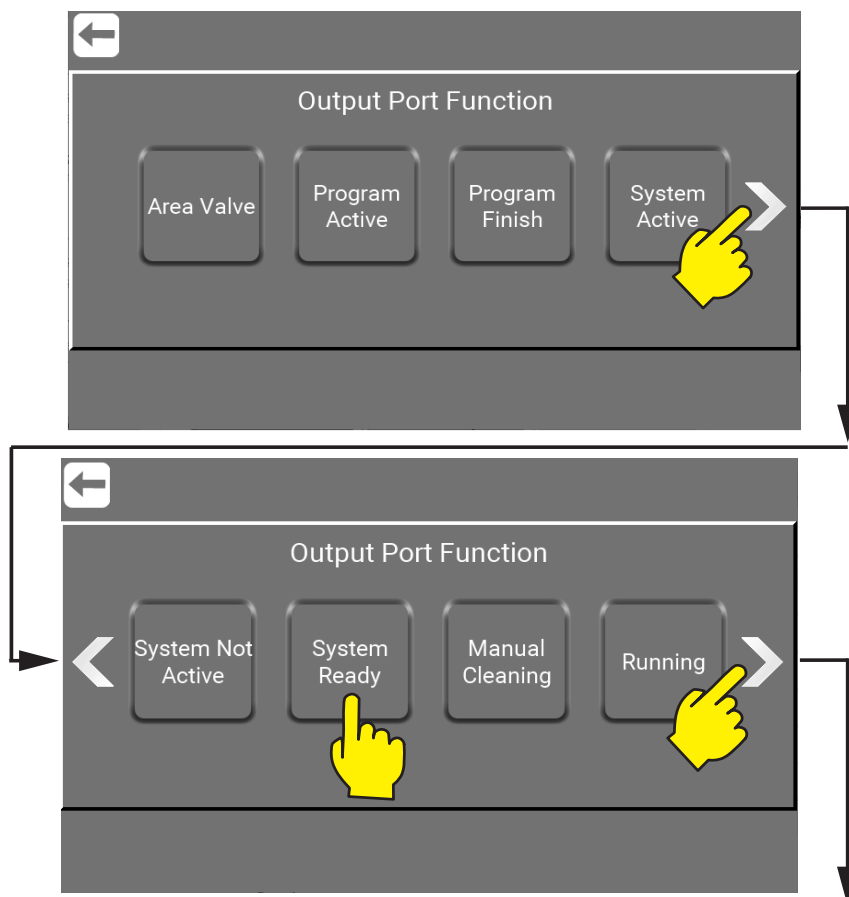 Output Port Function
Area Valve
Program
Active
Program
Finish
System
Active
Output Port Function
System Not
Active
System
Ready
Manual
Cleaning
Running